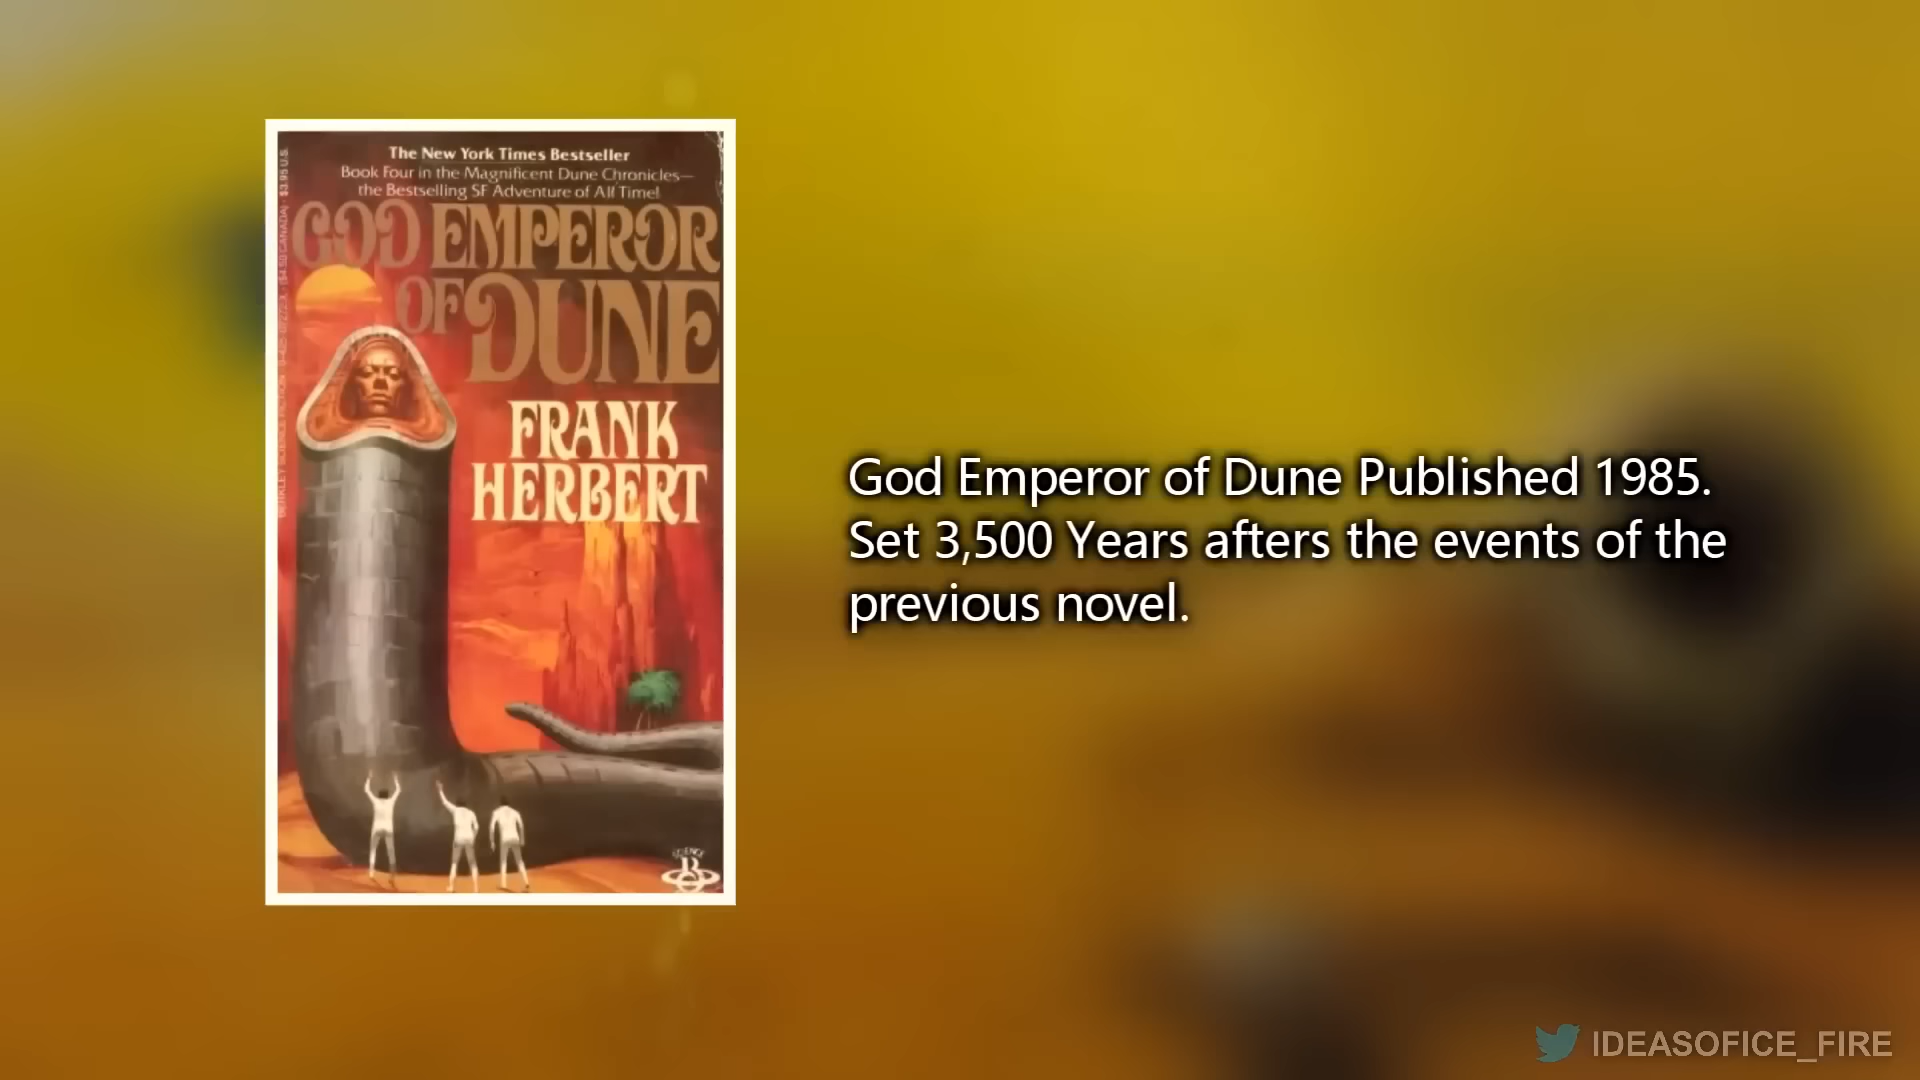 The New York Times Bestseller
Book Four in the Magnificent Dune Chronicles—
the Bestselling SF Adventure of All Time!
GOD EMPEROR
OF DUNE
FRANK
HERBERT
SCIENCE
B
God Emperor of Dune Published 1985.
Set 3,500 Years afters the events of the
previous novel.
IDEASOFICE_FIRE